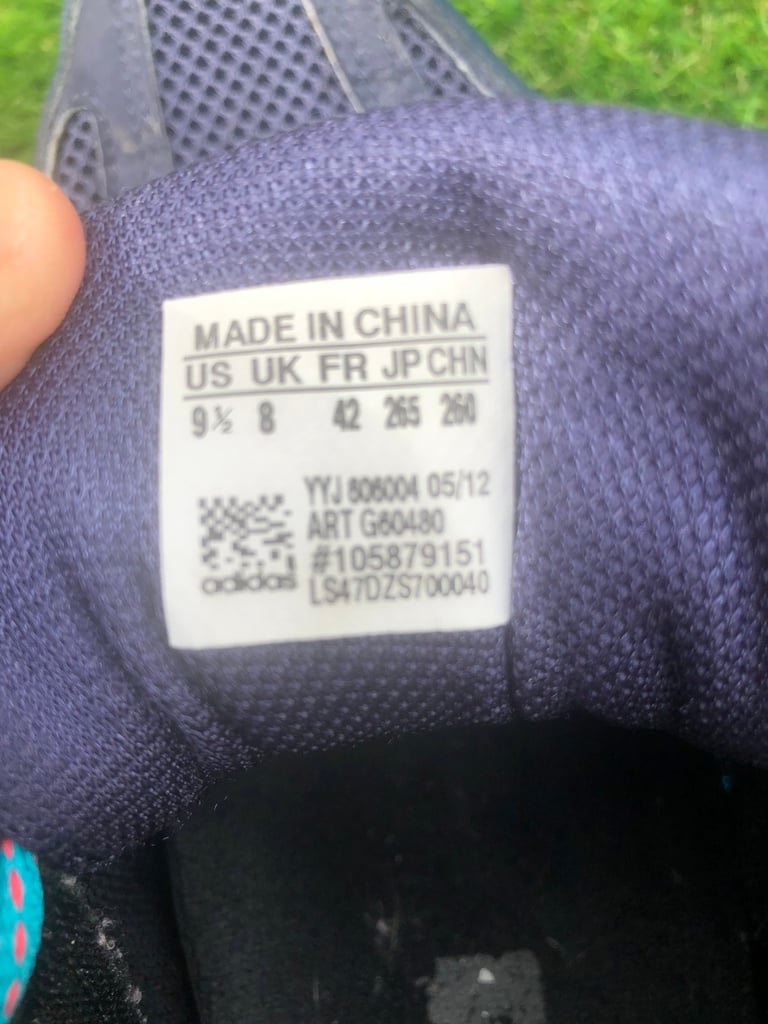 MADE IN CHINA
US UK FR JP CHN
9½ 8 42 265 260
YYJ 606004 05/12
ART G60480
#105879151
LS47DZS700040
adidas